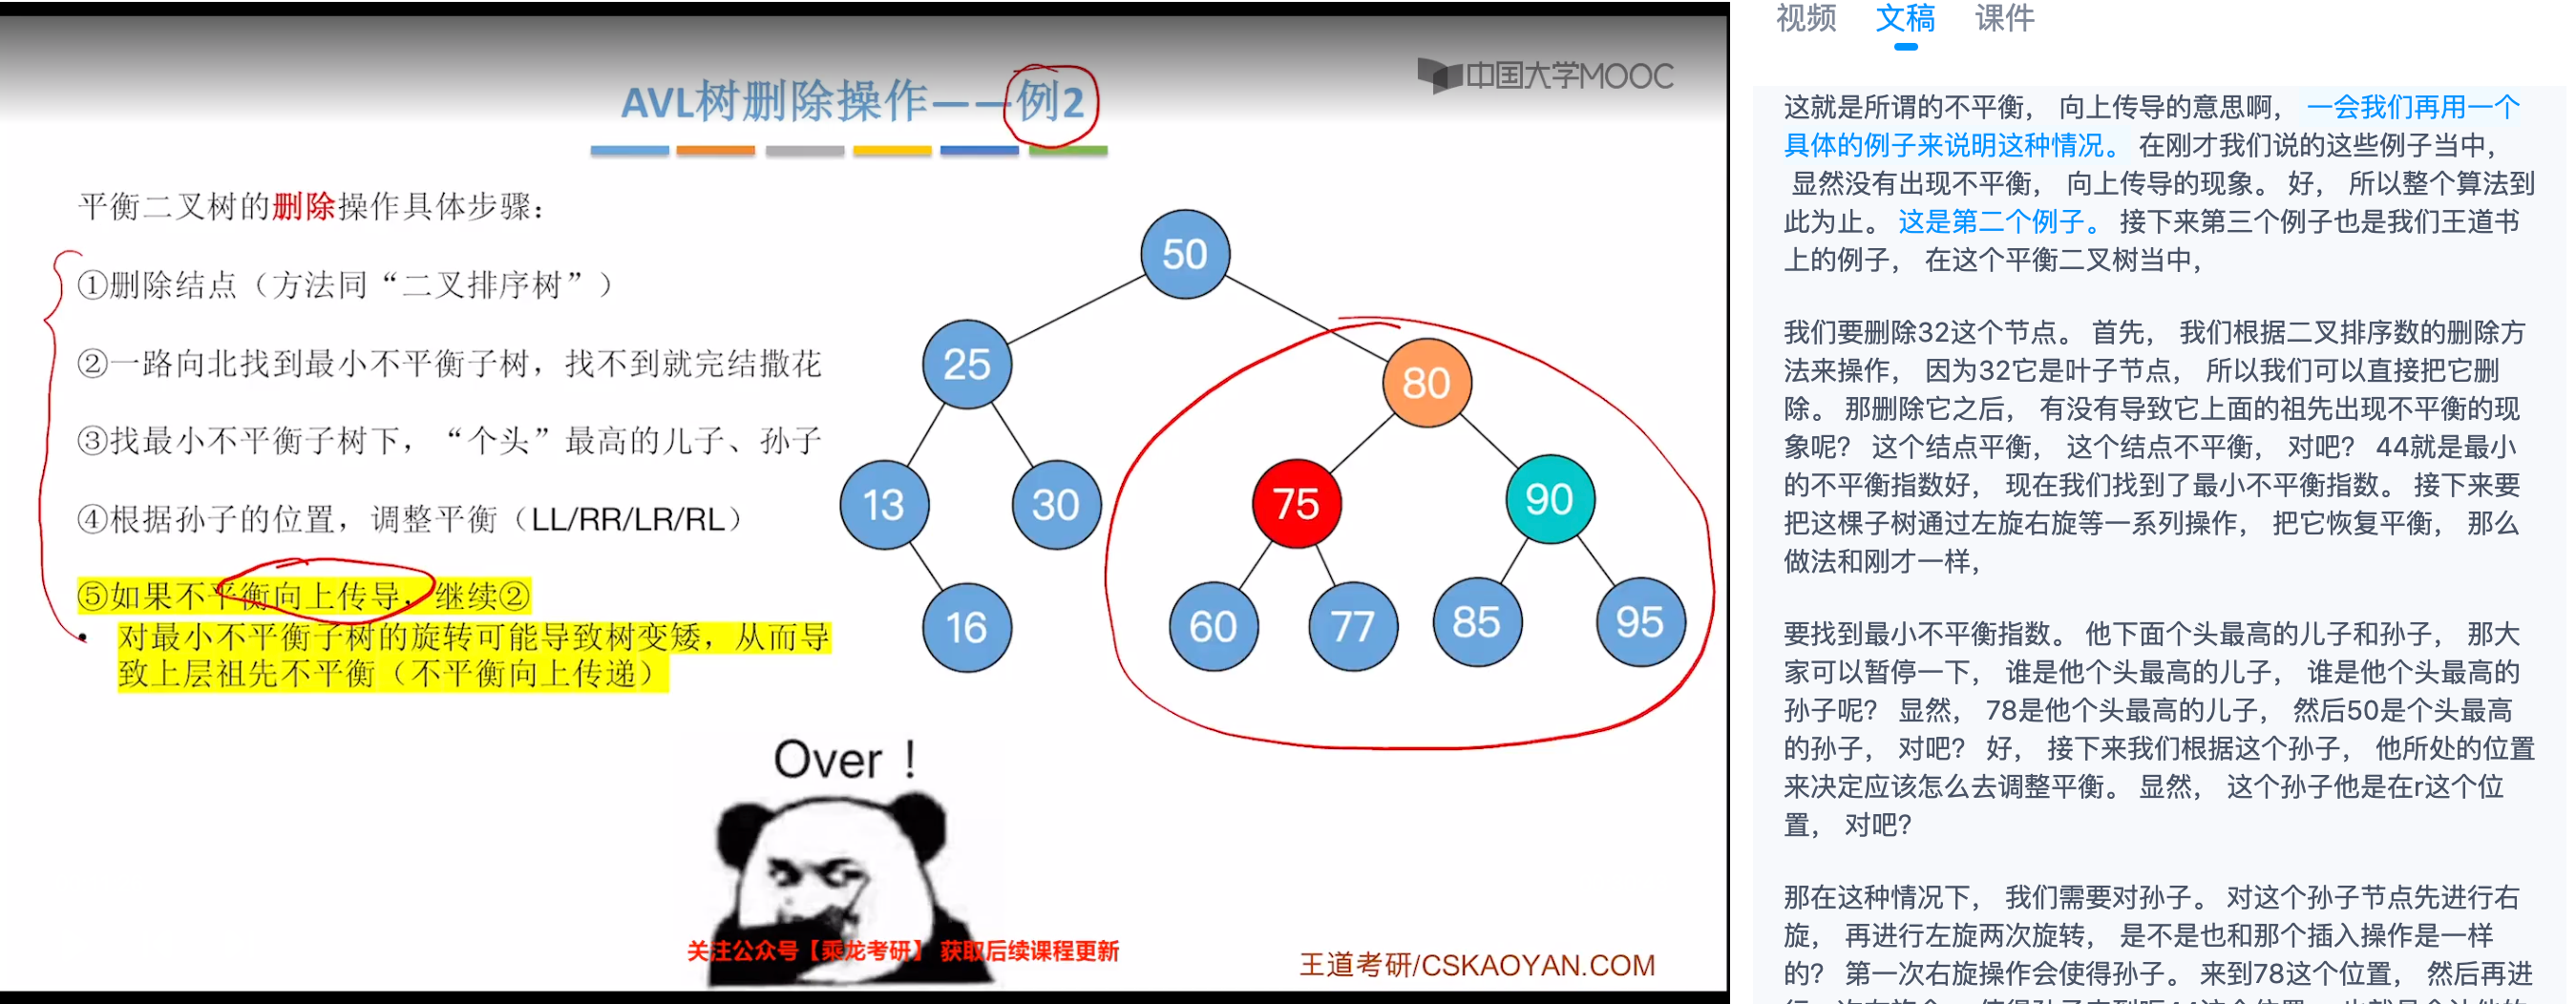 中国大学MOOC
AVL树删除操作——例2
平衡二叉树的删除操作具体步骤：
①删除结点（方法同“二叉排序树”）
②一路向北找到最小不平衡子树，找不到就完结撒花
③找最小不平衡子树下，“个头”最高的儿子、孙子
④根据孙子的位置，调整平衡（LL/RR/LR/RL）
⑤如果不平衡向上传导，继续②
• 对最小不平衡子树的旋转可能导致树变矮，从而导
致上层祖先不平衡（不平衡向上传递）
50
25
80
13
30
75
90
16
60
77
85
95
Over！
关注公众号【乘龙考研】 获取后续课程更新
王道考研/CSKAOYAN.COM
视频 文稿 课件
这就是所谓的不平衡， 向上传导的意思啊， 一会我们再用一个
具体的例子来说明这种情况。 在刚才我们说的这些例子当中，
显然没有出现不平衡， 向上传导的现象。 好， 所以整个算法到
此为止。 这是第二个例子。 接下来第三个例子也是我们王道书
上的例子， 在这个平衡二叉树当中，
我们要删除32这个节点。 首先， 我们根据二叉排序数的删除方
法来操作， 因为32它是叶子节点， 所以我们可以直接把它删
除。 那删除它之后， 有没有导致它上面的祖先出现不平衡的现
象呢？ 这个结点平衡， 这个结点不平衡， 对吧？ 44就是最小
的不平衡指数好， 现在我们找到了最小不平衡指数。 接下来要
把这棵子树通过左旋右旋等一系列操作， 把它恢复平衡， 那么
做法和刚才一样，
要找到最小不平衡指数。 他下面个头最高的儿子和孙子， 那大
家可以暂停一下， 谁是他个头最高的儿子， 谁是他个头最高的
孙子呢？ 显然， 78是他个头最高的儿子， 然后50是个头最高
的孙子， 对吧？ 好， 接下来我们根据这个孙子， 他所处的位置
来决定应该怎么去调整平衡。 显然， 这个孙子他是在r这个位
置， 对吧？
那在这种情况下， 我们需要对孙子。 对这个孙子节点先进行右
旋， 再进行左旋两次旋转， 是不是也和那个插入操作是一样
的？ 第一次右旋操作会使得孙子。 来到78这个位置， 然后再进